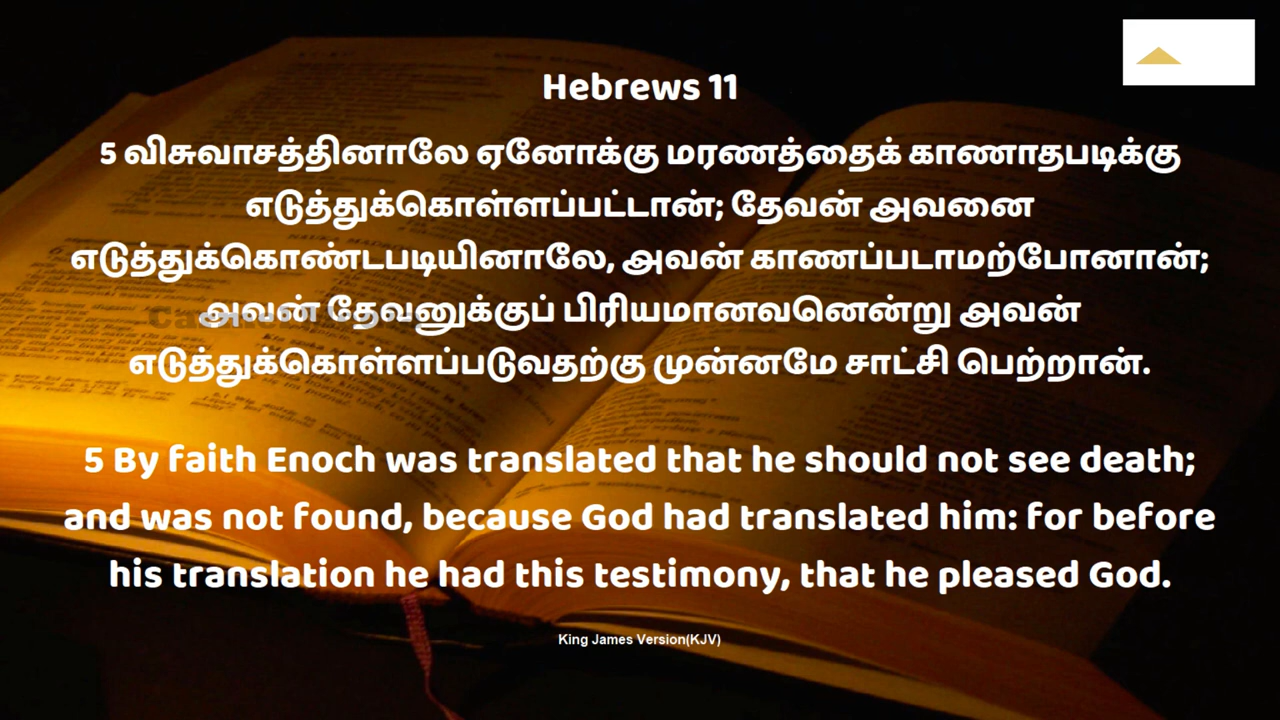 Hebrews 11
5 விசுவாசத்தினாலே ஏனோக்கு மரணத்தைக் காணாதபடிக்கு
எடுத்துக்கொள்ளப்பட்டான்; தேவன் அவனை
எடுத்துக்கொண்டபடியினாலே, அவன் காணப்படாமற்போனான்;
அவன் தேவனுக்குப் பிரியமானவனென்று அவன்
எடுத்துக்கொள்ளப்படுவதற்கு முன்னமே சாட்சி பெற்றான்.
5 By faith Enoch was translated that he should not see death;
and was not found, because God had translated him: for before
his translation he had this testimony, that he pleased God.
King James Version(KJV)